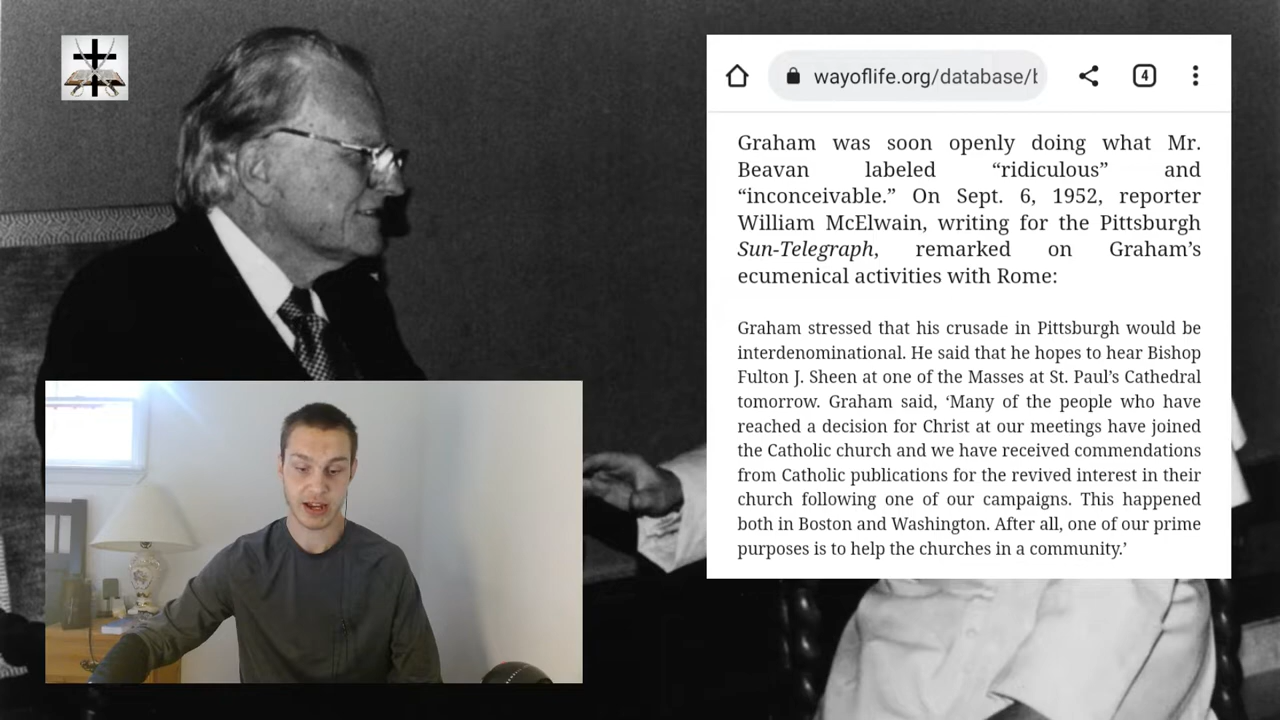 wayoflife.org/database/b
4
Graham was soon openly doing what Mr.
Beavan labeled “ridiculous” and
“inconceivable.” On Sept. 6, 1952, reporter
William McElwain, writing for the Pittsburgh
Sun-Telegraph, remarked on Graham’s
ecumenical activities with Rome:
Graham stressed that his crusade in Pittsburgh would be
interdenominational. He said that he hopes to hear Bishop
Fulton J. Sheen at one of the Masses at St. Paul’s Cathedral
tomorrow. Graham said, ‘Many of the people who have
reached a decision for Christ at our meetings have joined
the Catholic church and we have received commendations
from Catholic publications for the revived interest in their
church following one of our campaigns. This happened
both in Boston and Washington. After all, one of our prime
purposes is to help the churches in a community.’